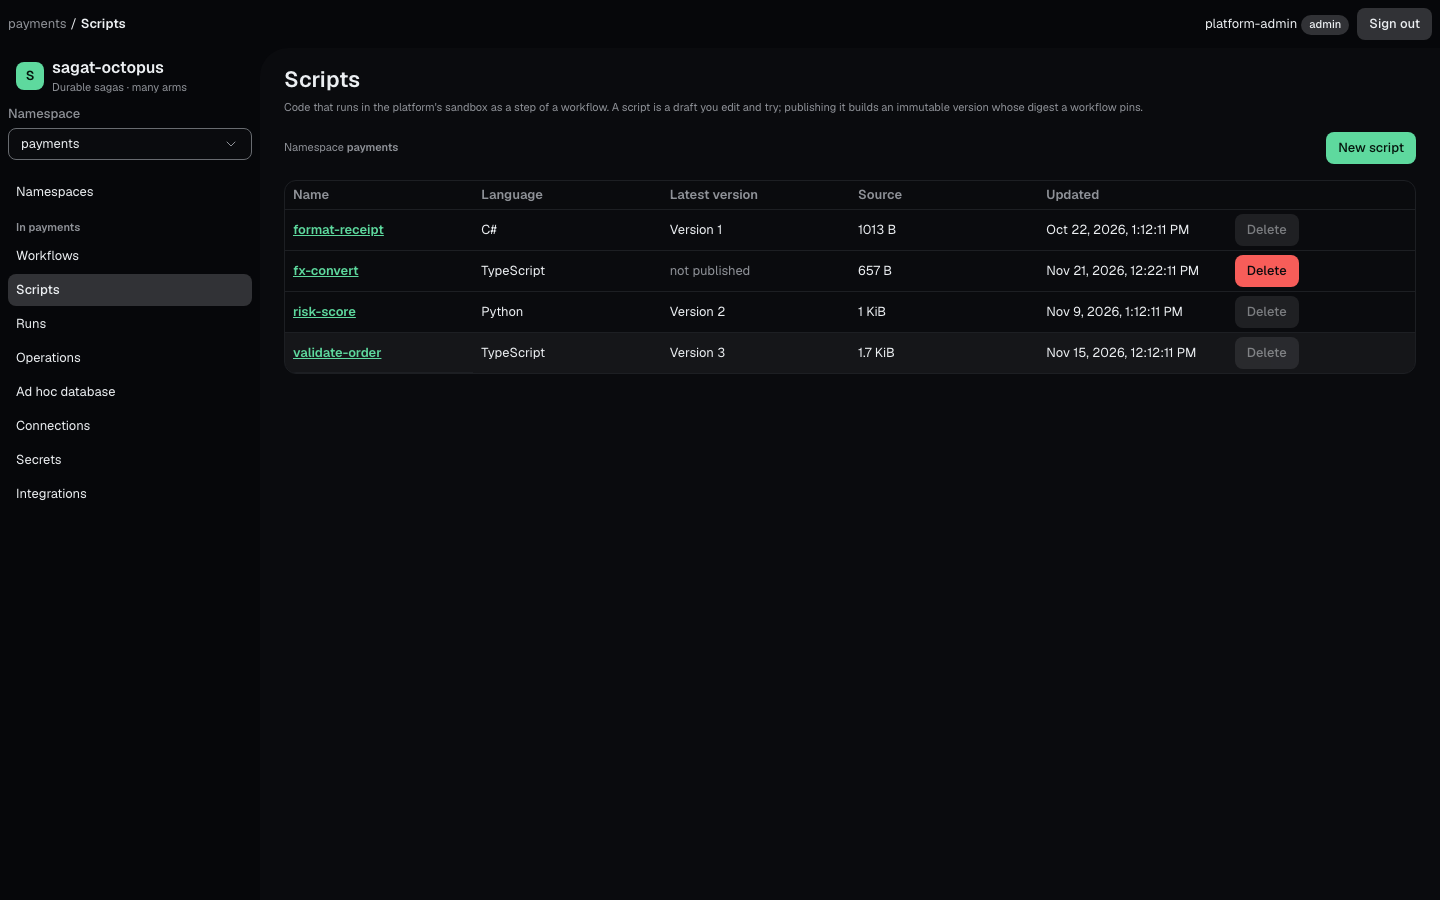 payments / Scripts
platform-admin admin Sign out
S
sagat-octopus
Durable sagas · many arms
Namespace
payments
Namespaces
In payments
Workflows
Scripts
Runs
Operations
Ad hoc database
Connections
Secrets
Integrations
Scripts
Code that runs in the platform's sandbox as a step of a workflow. A script is a draft you edit and try; publishing it builds an immutable version whose digest a workflow pins.
Namespace payments
New script
Name Language Latest version Source Updated
format-receipt C# Version 1 1013 B Oct 22, 2026, 1:12:11 PM Delete
fx-convert TypeScript not published 657 B Nov 21, 2026, 12:22:11 PM Delete
risk-score Python Version 2 1 KiB Nov 9, 2026, 1:12:11 PM Delete
validate-order TypeScript Version 3 1.7 KiB Nov 15, 2026, 12:12:11 PM Delete